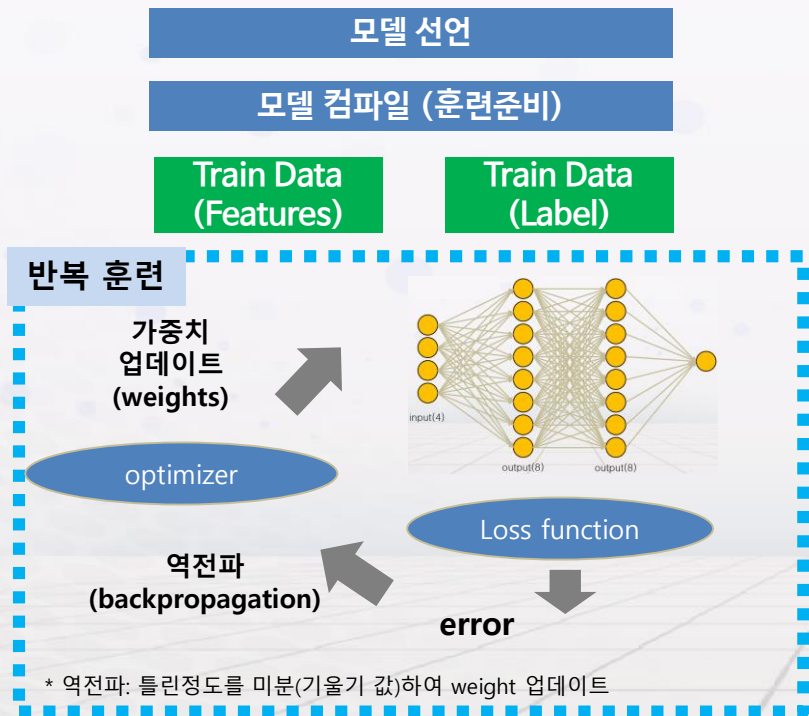 모델 선언
모델 컴파일 (훈련준비)
Train Data
(Features)
Train Data
(Label)
반복 훈련
가중치
업데이트
(weights)
input(4)
output(8)
output(8)
optimizer
Loss function
역전파
(backpropagation)
error
* 역전파: 틀린정도를 미분(기울기 값)하여 weight 업데이트